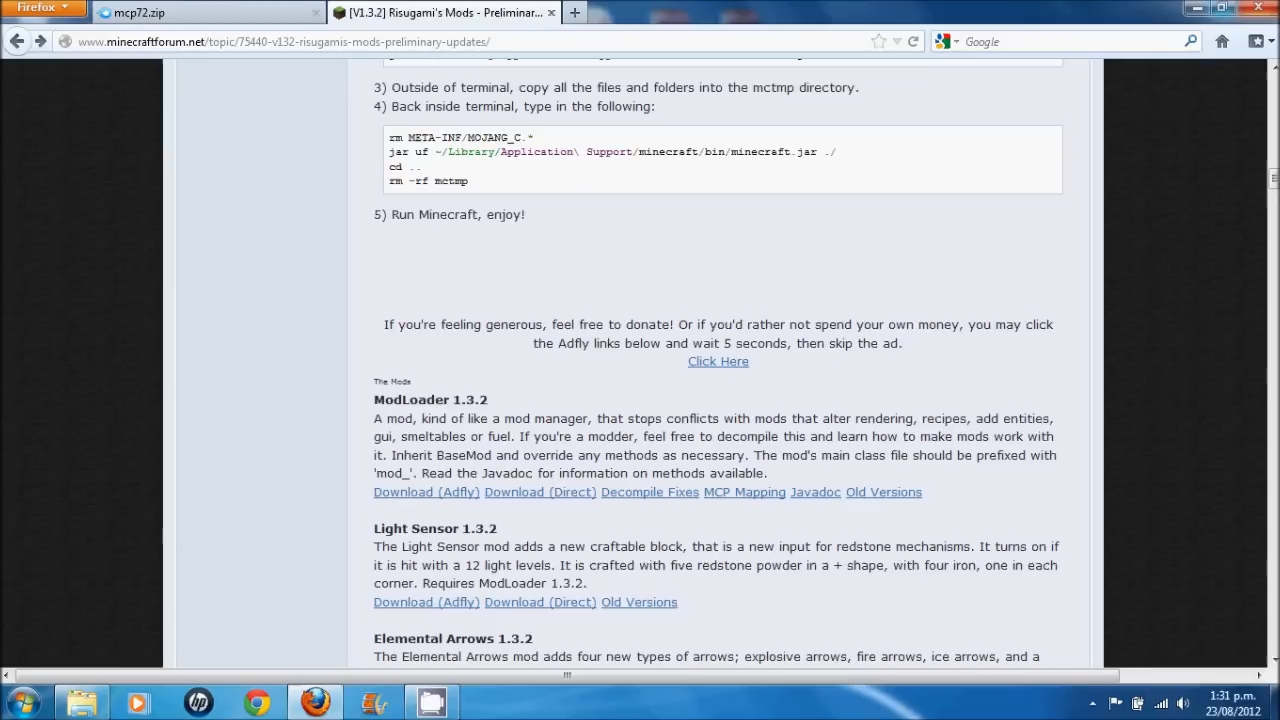 Firefox
mcp72.zip
[V1.3.2] Risugami's Mods - Preliminary...
www.minecraftforum.net/topic/75440-v132-risugamis-mods-preliminary-updates/
Google
3) Outside of terminal, copy all the files and folders into the mctmp directory.
4) Back inside terminal, type in the following:
rm META-INF/MOJANG_C.*
jar uf ~/Library/Application\ Support/minecraft/bin/minecraft.jar ./
cd ..
rm -rf mctmp
5) Run Minecraft, enjoy!
If you're feeling generous, feel free to donate! Or if you'd rather not spend your own money, you may click
the Adfly links below and wait 5 seconds, then skip the ad.
Click Here
The Mods
ModLoader 1.3.2
A mod, kind of like a mod manager, that stops conflicts with mods that alter rendering, recipes, add entities,
gui, smeltables or fuel. If you're a modder, feel free to decompile this and learn how to make mods work with
it. Inherit BaseMod and override any methods as necessary. The mod's main class file should be prefixed with
'mod_'. Read the Javadoc for information on methods available.
Download (Adfly) Download (Direct) Decompile Fixes MCP Mapping Javadoc Old Versions
Light Sensor 1.3.2
The Light Sensor mod adds a new craftable block, that is a new input for redstone mechanisms. It turns on if
it is hit with a 12 light levels. It is crafted with five redstone powder in a + shape, with four iron, one in each
corner. Requires ModLoader 1.3.2.
Download (Adfly) Download (Direct) Old Versions
Elemental Arrows 1.3.2
The Elemental Arrows mod adds four new types of arrows; explosive arrows, fire arrows, ice arrows, and a
hp
1:31 p.m.
23/08/2012